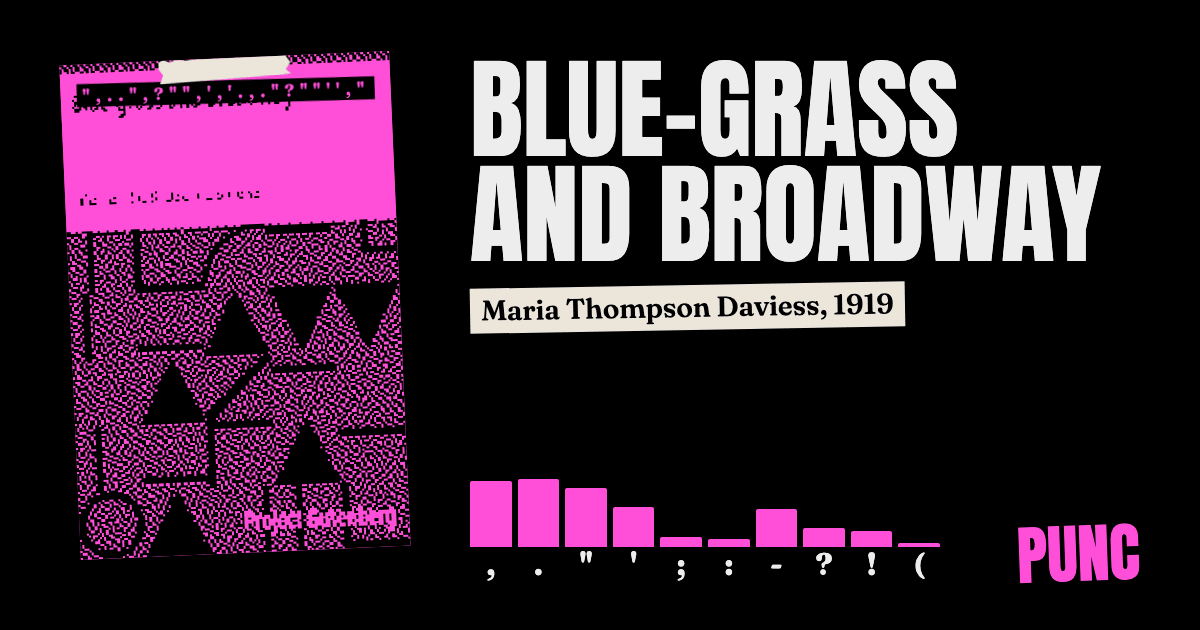 ",..",?"",',',.,."?""'',"
Project Gutenberg
BLUE-GRASS
AND BROADWAY
Maria Thompson Daviess, 1919
, . " ' ; : - ? ! (
PUNC